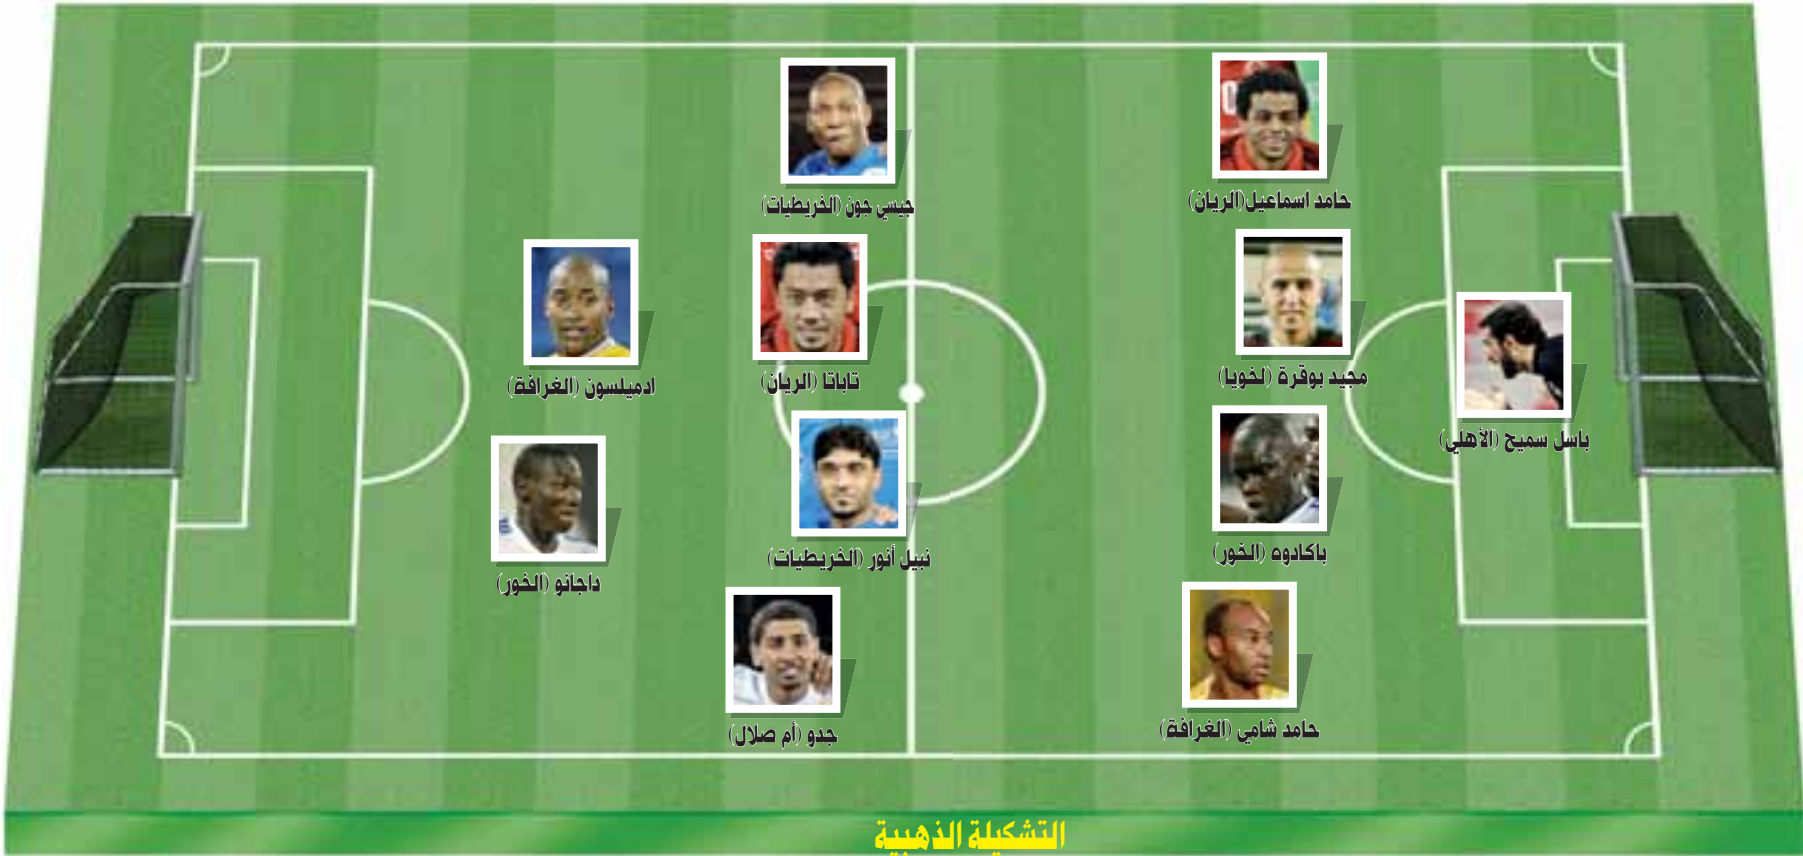 جيسي جون (الخريطيات)
حامد اسماعيل(الريان)
ادميلسون (الغرافة)
تاباتا (الريان)
مجيد بوقرة (لخويا)
باسل سميح (الأهلي)
داجانو (الخور)
نبيل أنور (الخريطيات)
باكادوه (الخور)
جدو (أم صلال)
حامد شامي (الغرافة)
التشكيلة الذهبية